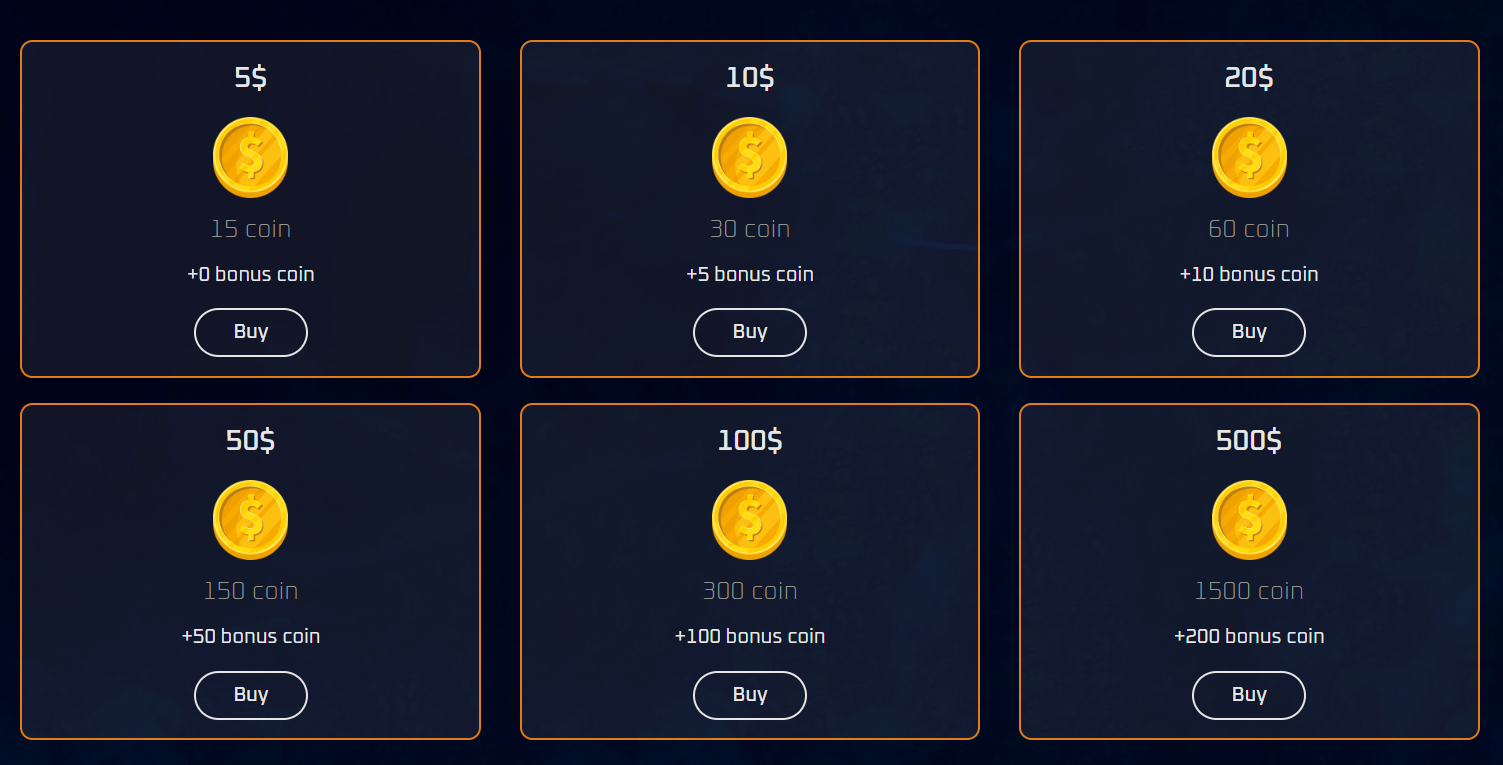 5$
$
15 coin
+0 bonus coin
Buy
10$
$
30 coin
+5 bonus coin
Buy
20$
$
60 coin
+10 bonus coin
Buy
50$
$
150 coin
+50 bonus coin
Buy
100$
$
300 coin
+100 bonus coin
Buy
500$
$
1500 coin
+200 bonus coin
Buy